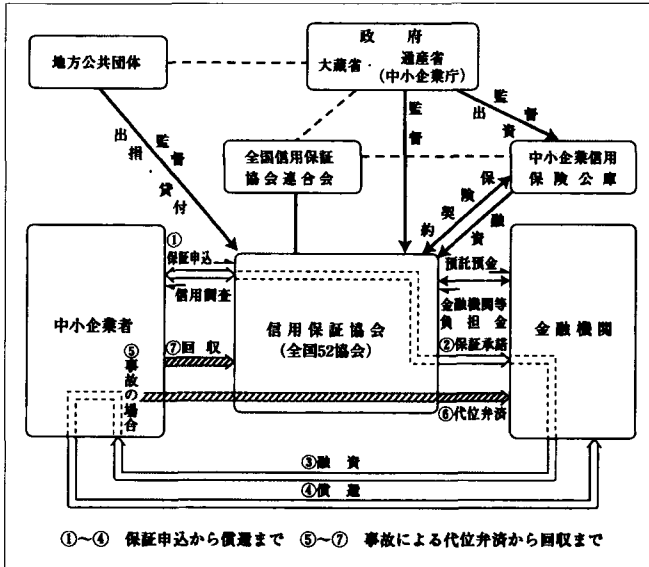 政府
大蔵省 通産省
(中小企業庁)
地方公共団体
監督
出捐
貸付
監督
監督
出資
全国信用保証
協会連合会
中小企業信用
保険公庫
保険契約
融資
①
保証申込
信用調査
預託預金
金融機関等
負担金
②保証承諾
中小企業者
信用保証協会
(全国52協会)
金融機関
⑤事故の場合
⑦回収
⑥代位弁済
③融資
④償還
①～④ 保証申込から償還まで ⑤～⑦ 事故による代位弁済から回収まで